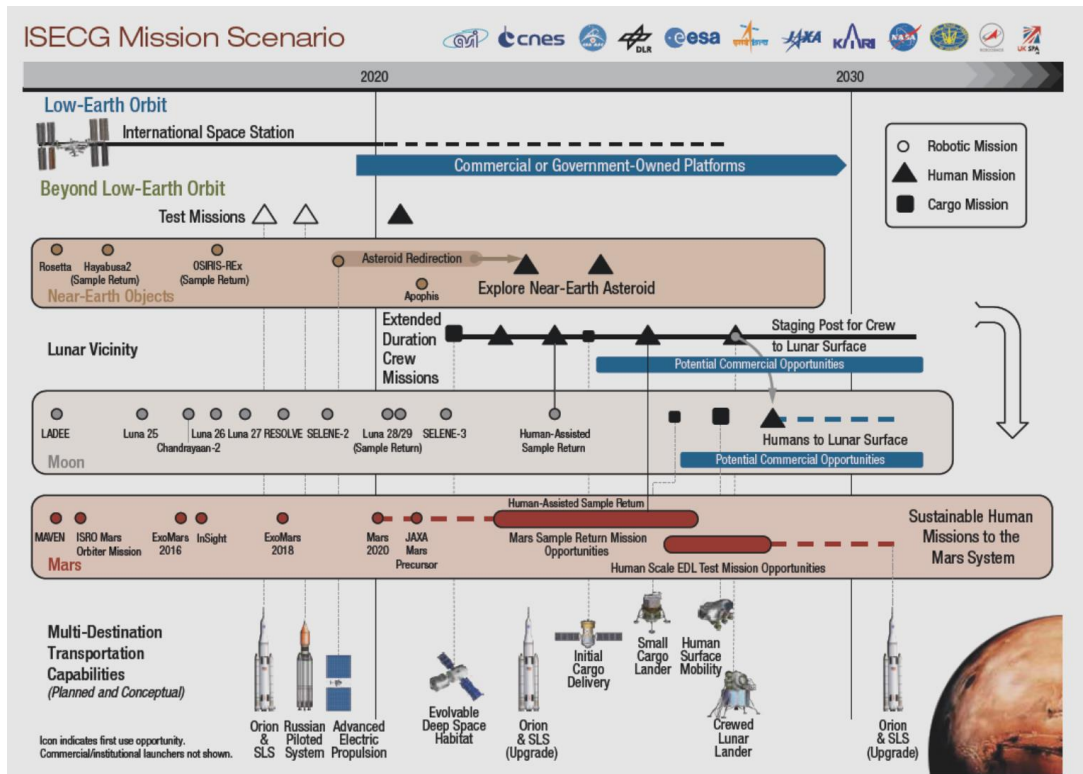 ISECG Mission Scenario
asi
cnes
DLR
esa
JAXA
KARI
NASA
UK SPA
2020
2030
Low-Earth Orbit
International Space Station
Commercial or Government-Owned Platforms
Robotic Mission
Human Mission
Cargo Mission
Beyond Low-Earth Orbit
Test Missions
Rosetta
Hayabusa2
(Sample Return)
OSIRIS-REx
(Sample Return)
Asteroid Redirection
Apophis
Explore Near-Earth Asteroid
Near-Earth Objects
Lunar Vicinity
Extended
Duration
Crew
Missions
Staging Post for Crew
to Lunar Surface
Potential Commercial Opportunities
LADEE
Luna 25
Chandrayaan-2
Luna 26
Luna 27
RESOLVE
SELENE-2
Luna 28/29
(Sample Return)
SELENE-3
Human-Assisted
Sample Return
Humans to Lunar Surface
Potential Commercial Opportunities
Moon
Human-Assisted Sample Return
MAVEN
ISRO Mars
Orbiter Mission
ExoMars
2016
InSight
ExoMars
2018
Mars
2020
JAXA
Mars
Precursor
Mars Sample Return Mission
Opportunities
Human Scale EDL Test Mission Opportunities
Sustainable Human
Missions to the
Mars System
Mars
Multi-Destination
Transportation
Capabilities
(Planned and Conceptual)
Orion
&
SLS
Russian
Piloted
System
Advanced
Electric
Propulsion
Evolvable
Deep Space
Habitat
Orion
& SLS
(Upgrade)
Initial
Cargo
Delivery
Small
Cargo
Lander
Human
Surface
Mobility
Crewed
Lunar
Lander
Orion
& SLS
(Upgrade)
Icon indicates first use opportunity.
Commercial/institutional launchers not shown.